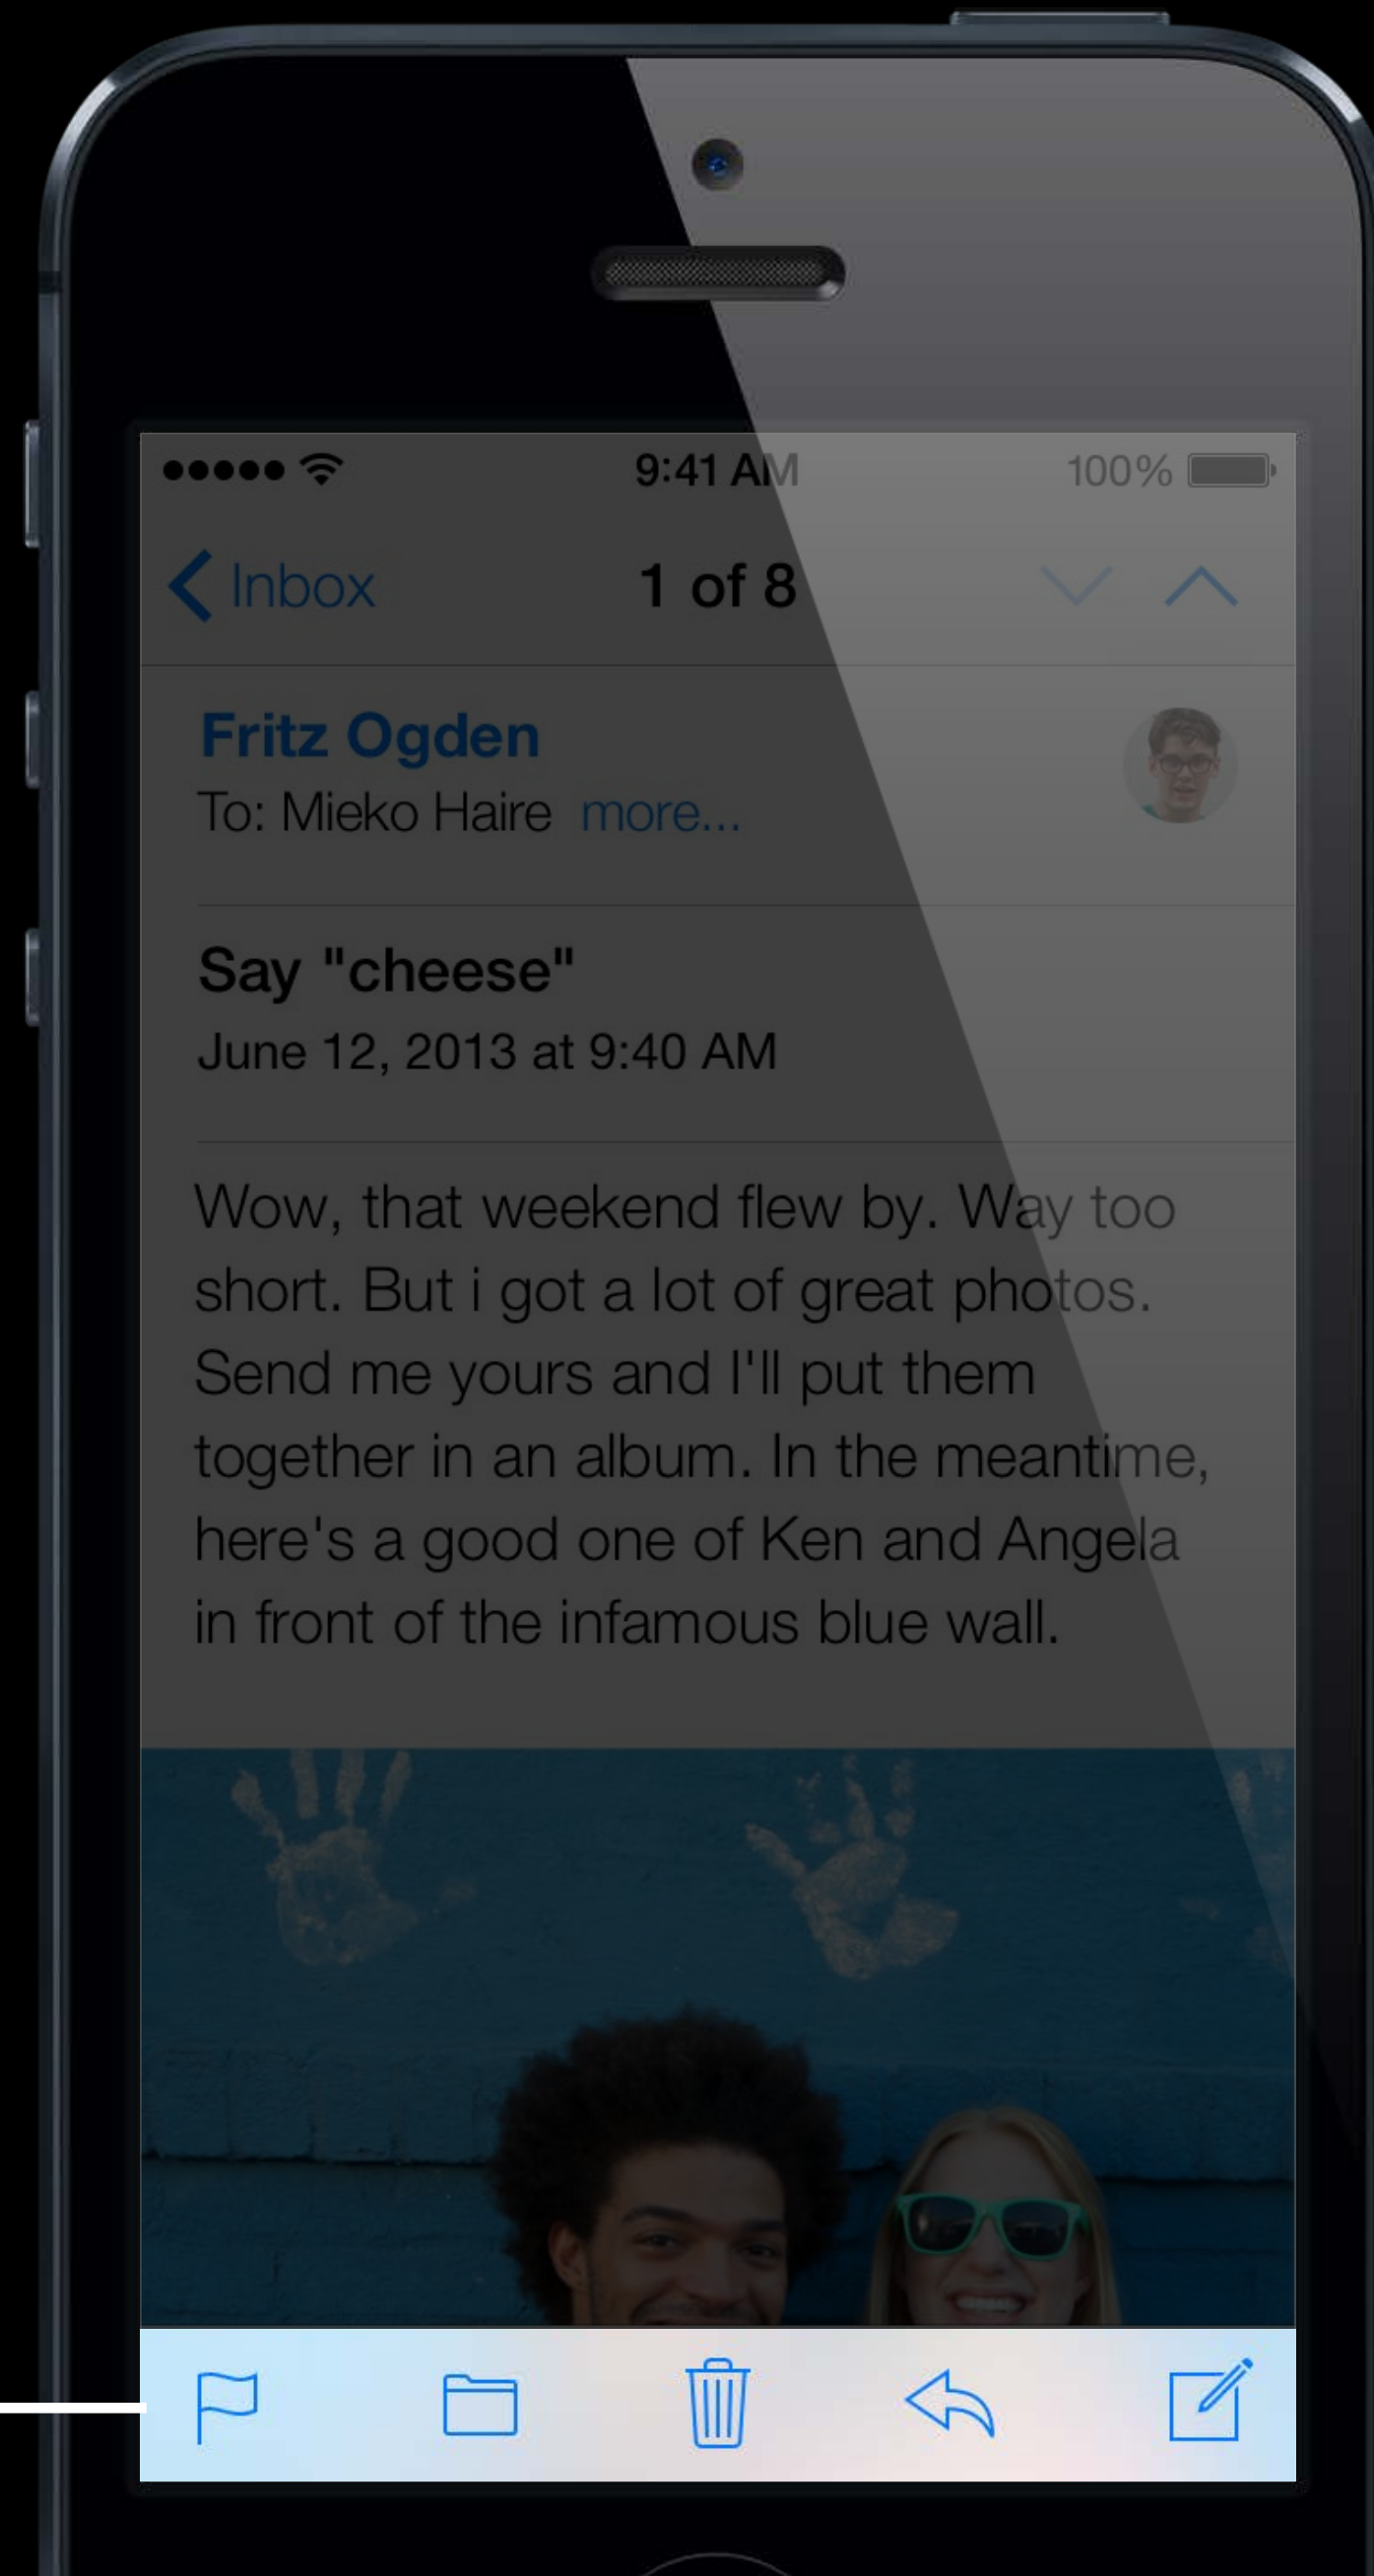 9:41 AM 100%
Inbox 1 of 8
Fritz Ogden
To: Mieko Haire more...
Say "cheese"
June 12, 2013 at 9:40 AM
Wow, that weekend flew by. Way too
short. But i got a lot of great photos.
Send me yours and I'll put them
together in an album. In the meantime,
here's a good one of Ken and Angela
in front of the infamous blue wall.